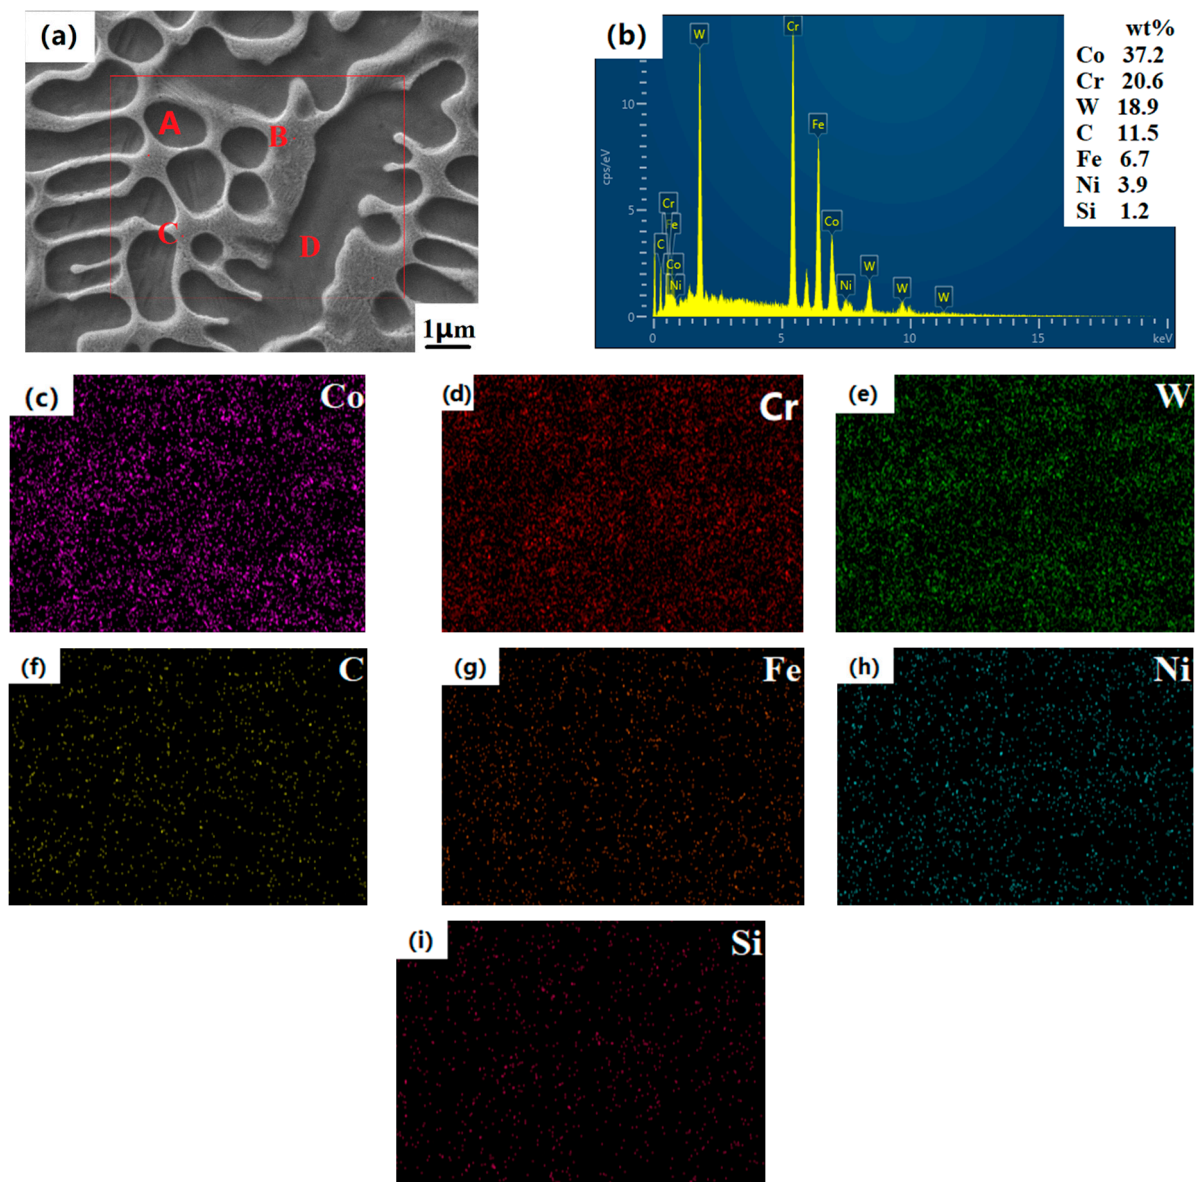 (a)
A
B
C
D
1μm
(b)
cps/eV
10
5
0
W
Cr
Fe
Co
Ni
W
W
W
Cr
Fe
C
Co
Ni
0
5
10
15
keV
wt%
Co 37.2
Cr 20.6
W 18.9
C 11.5
Fe 6.7
Ni 3.9
Si 1.2
(c)
Co
(d)
Cr
(e)
W
(f)
C
(g)
Fe
(h)
Ni
(i)
Si